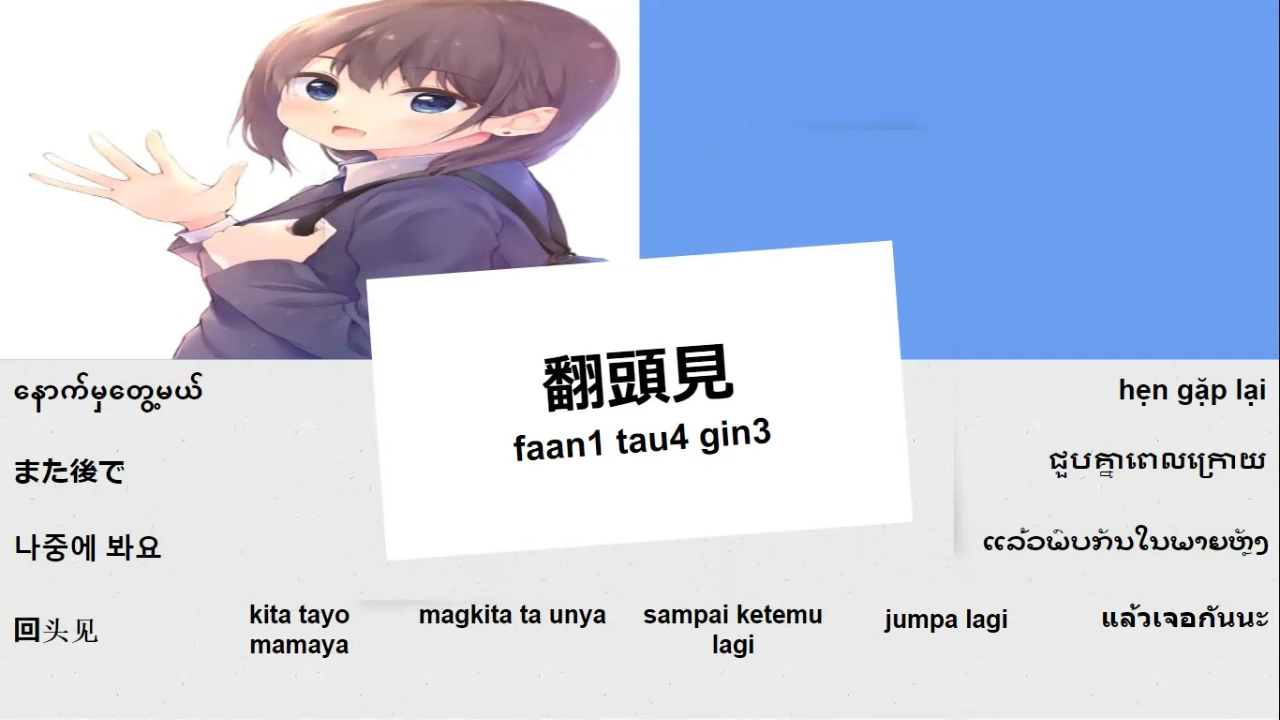 翻頭見
faan1 tau4 gin3
နောက်မှတွေ့မယ်
hẹn gặp lại
また後で
ជួបគ្នាពេលក្រោយ
나중에 봐요
ແລ້ວພົບກັນໃນພາຍຫຼັງ
回头见
kita tayo
mamaya
magkita ta unya
sampai ketemu
lagi
jumpa lagi
แล้วเจอกันนะ